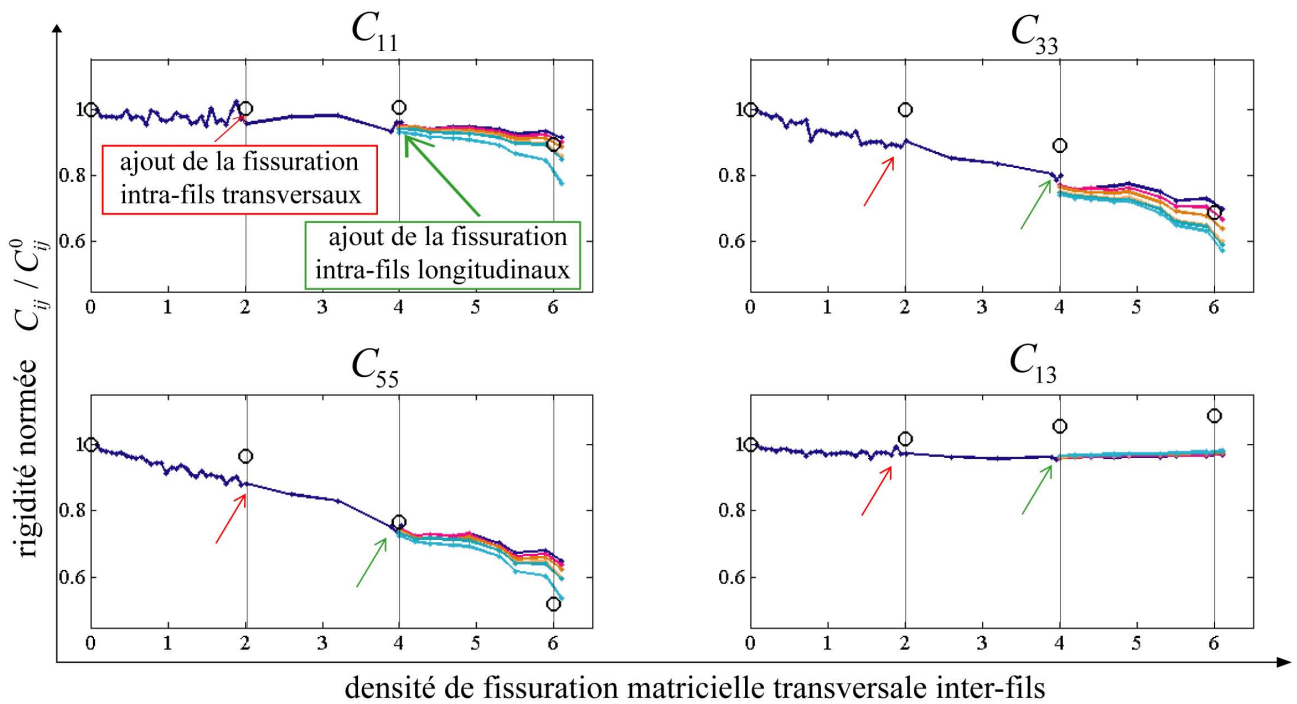 C11
C33
1
0.8
0.6
0 1 2 3 4 5 6
ajout de la fissuration
intra-fils transversaux
ajout de la fissuration
intra-fils longitudinaux
1
0.8
0.6
0 1 2 3 4 5 6
C55
C13
1
0.8
0.6
0 1 2 3 4 5 6
1
0.8
0.6
0 1 2 3 4 5 6
rigidité normée Cij / Cij0
densité de fissuration matricielle transversale inter-fils